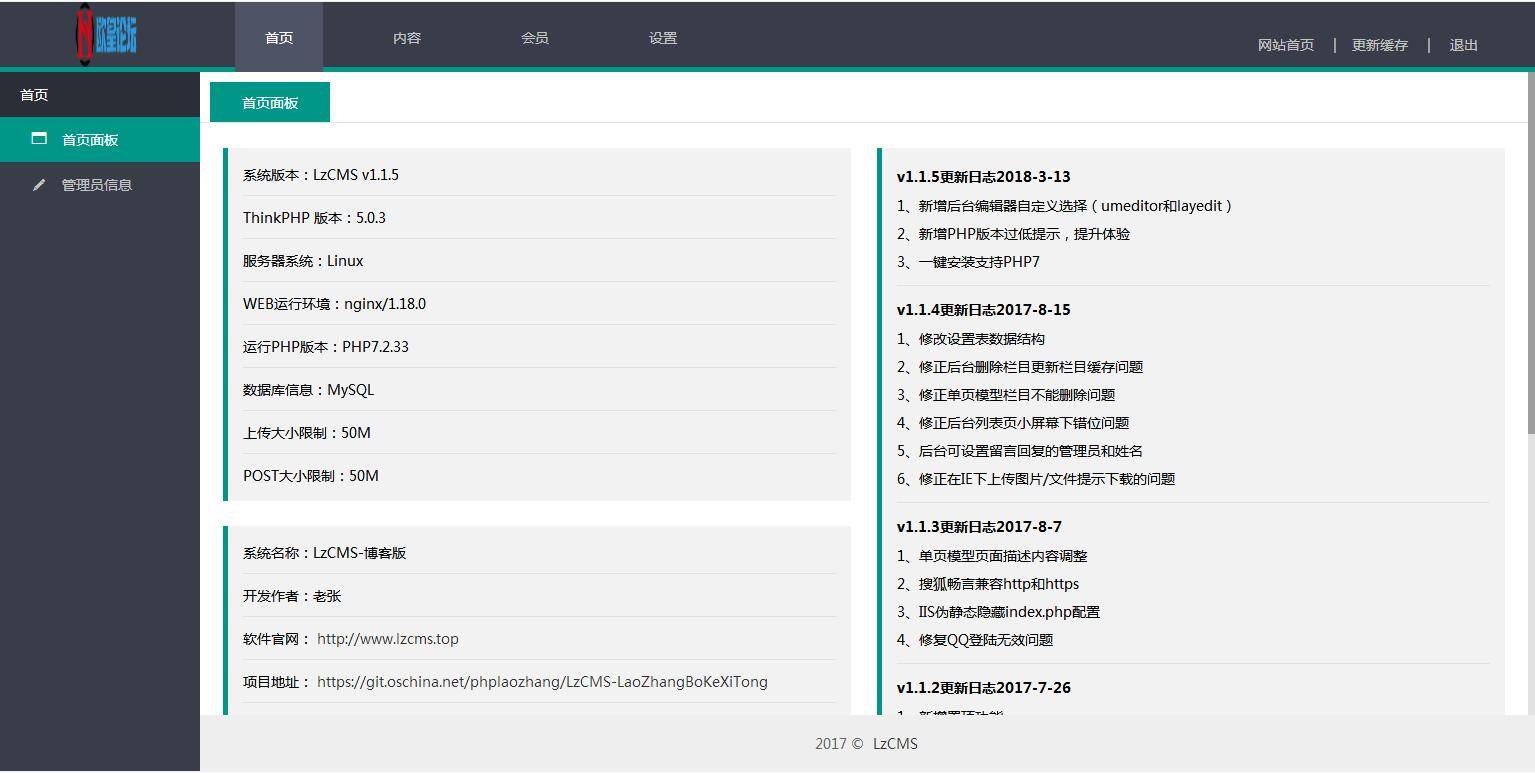 欧皇论坛
首页 内容 会员 设置
网站首页 | 更新缓存 | 退出
首页
首页面板
管理员信息
首页面板
系统版本：LzCMS v1.1.5
ThinkPHP 版本：5.0.3
服务器系统：Linux
WEB运行环境：nginx/1.18.0
运行PHP版本：PHP7.2.33
数据库信息：MySQL
上传大小限制：50M
POST大小限制：50M
系统名称：LzCMS-博客版
开发作者：老张
软件官网： http://www.lzcms.top
项目地址： https://git.oschina.net/phplaozhang/LzCMS-LaoZhangBoKeXiTong
v1.1.5更新日志2018-3-13
1、新增后台编辑器自定义选择（umeditor和layedit）
2、新增PHP版本过低提示，提升体验
3、一键安装支持PHP7
v1.1.4更新日志2017-8-15
1、修改设置表数据结构
2、修正后台删除栏目更新栏目缓存问题
3、修正单页模型栏目不能删除问题
4、修正后台列表页小屏幕下错位问题
5、后台可设置留言回复的管理员和姓名
6、修正在IE下上传图片/文件提示下载的问题
v1.1.3更新日志2017-8-7
1、单页模型页面描述内容调整
2、搜狐畅言兼容http和https
3、IIS伪静态隐藏index.php配置
4、修复QQ登陆无效问题
v1.1.2更新日志2017-7-26
1、新增置顶功能
2017 © LzCMS